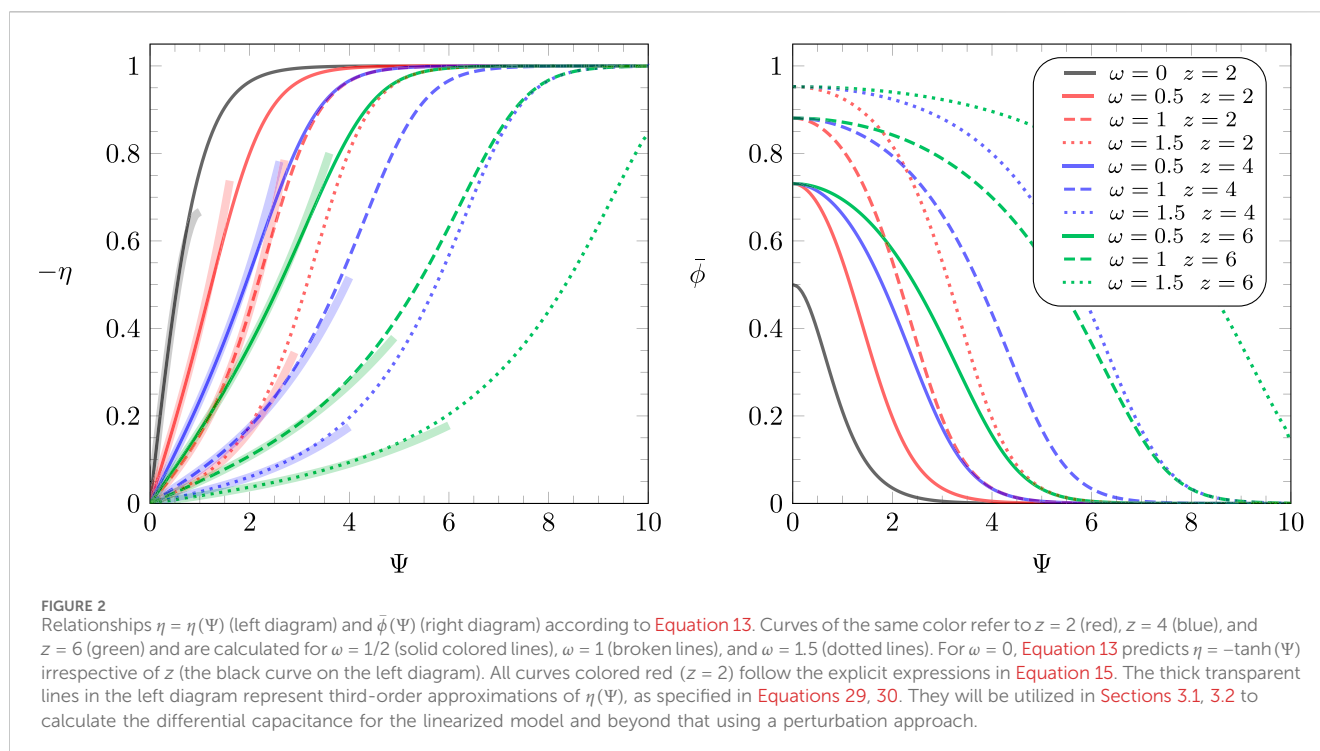 1
0.8
0.6
−η
0.4
0.2
0
0 2 4 6 8 10
Ψ
1
0.8
0.6
ϕ̄
0.4
0.2
0
0 2 4 6 8 10
Ψ
ω = 0 z = 2
ω = 0.5 z = 2
ω = 1 z = 2
ω = 1.5 z = 2
ω = 0.5 z = 4
ω = 1 z = 4
ω = 1.5 z = 4
ω = 0.5 z = 6
ω = 1 z = 6
ω = 1.5 z = 6
FIGURE 2
Relationships η = η(Ψ) (left diagram) and ϕ̄(Ψ) (right diagram) according to Equation 13. Curves of the same color refer to z = 2 (red), z = 4 (blue), and
z = 6 (green) and are calculated for ω = 1/2 (solid colored lines), ω = 1 (broken lines), and ω = 1.5 (dotted lines). For ω = 0, Equation 13 predicts η = −tanh(Ψ)
irrespective of z (the black curve on the left diagram). All curves colored red (z = 2) follow the explicit expressions in Equation 15. The thick transparent
lines in the left diagram represent third-order approximations of η(Ψ), as specified in Equations 29, 30. They will be utilized in Sections 3.1, 3.2 to
calculate the differential capacitance for the linearized model and beyond that using a perturbation approach.